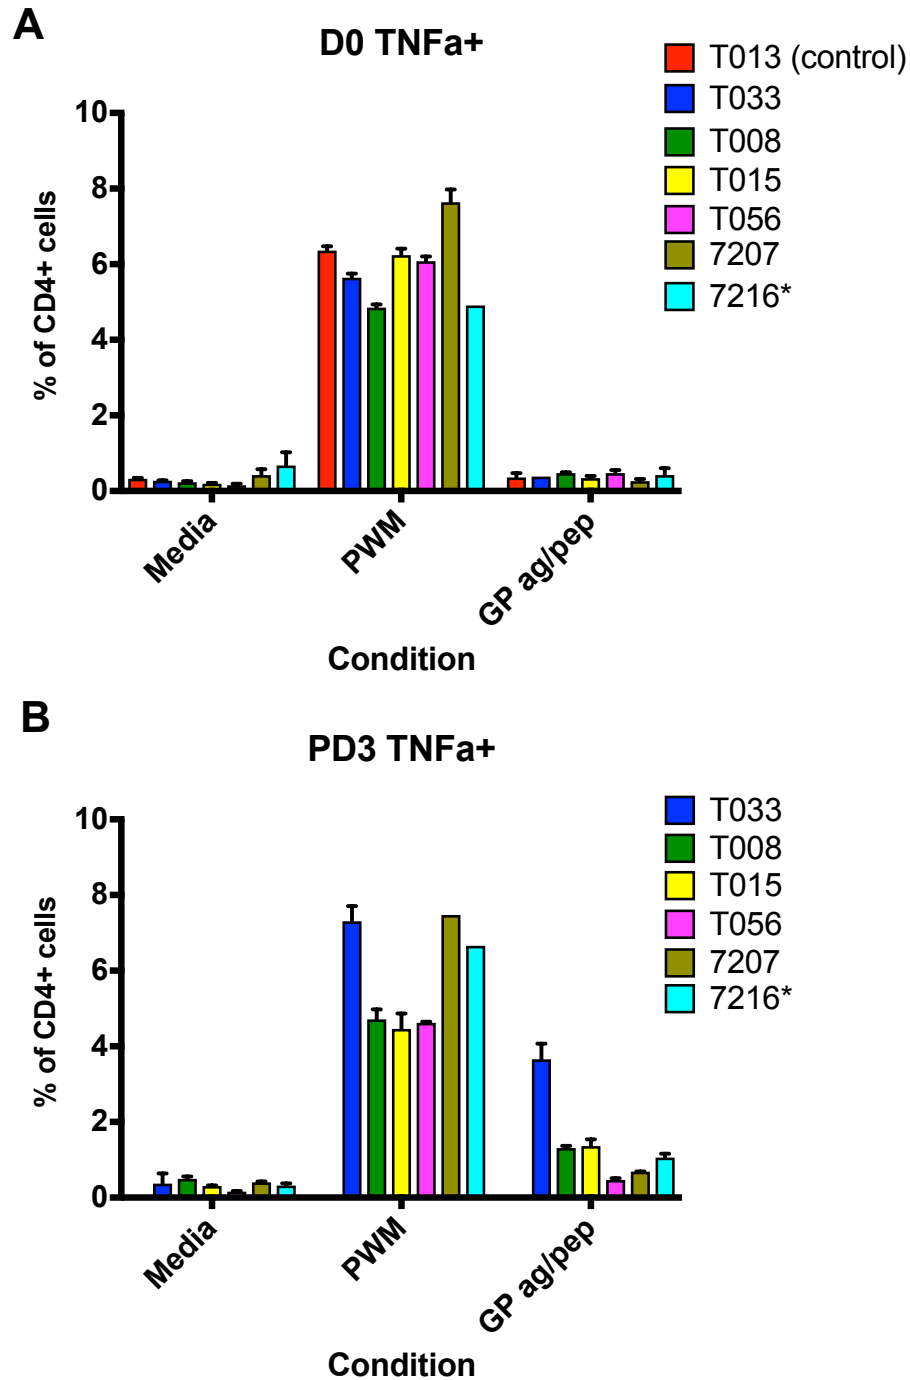 A
D0 TNFa+
T013 (control)
T033
T008
T015
T056
7207
7216*
% of CD4+ cells
10
8
6
4
2
0
Media
PWM
GP ag/pep
Condition
B
PD3 TNFa+
T033
T008
T015
T056
7207
7216*
% of CD4+ cells
10
8
6
4
2
0
Media
PWM
GP ag/pep
Condition